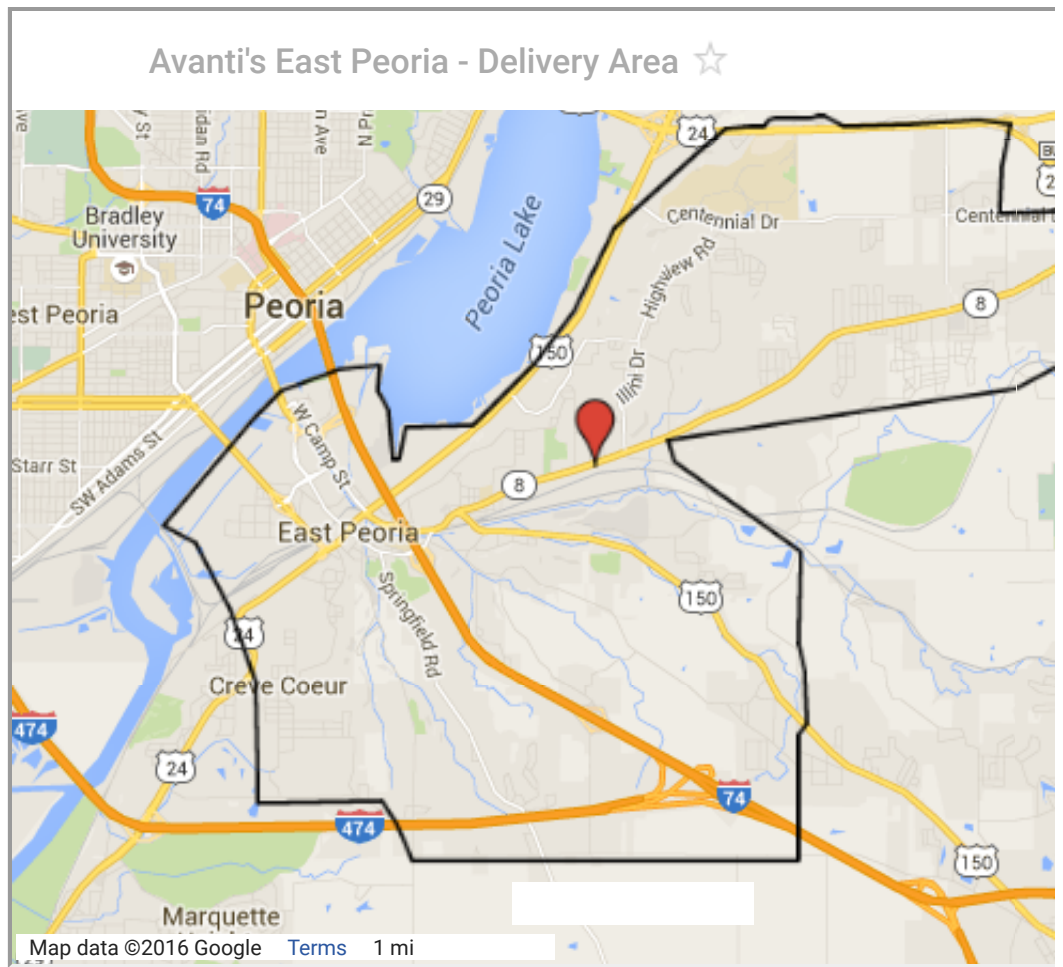 Avanti's East Peoria - Delivery Area
24
29
74
Bradley
University
Centennial Dr
Centennial
Highview Rd
Peoria Lake
Peoria
est Peoria
8
150
Illini Dr
W Camp St
Starr St
SW Adams St
8
East Peoria
150
Springfield Rd
24
Creve Coeur
474
24
74
474
150
Marquette
Map data ©2016 Google Terms 1 mi